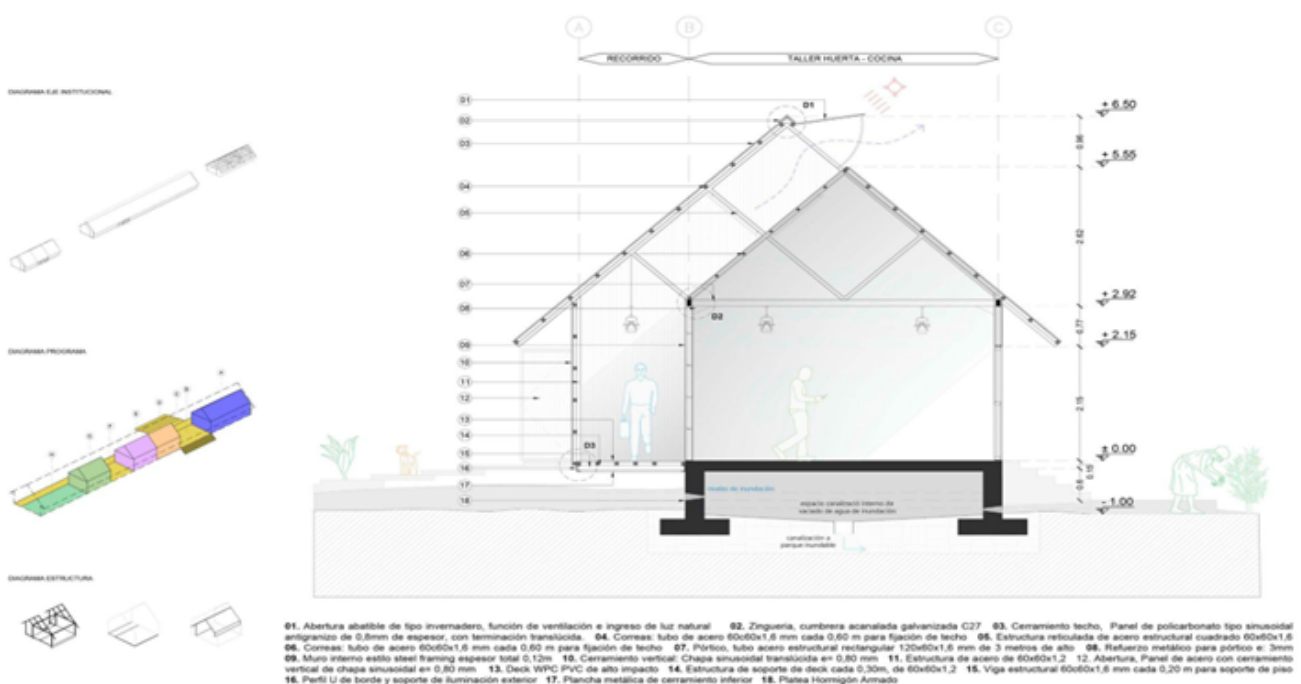 A B C
RECORRIDO TALLER HUERTA - COCINA
DIAGRAMA EJE INSTITUCIONAL
01
02
03
04
05
06
07
08
09
10
11
12
13
14
15
16
17
18
D1
D2
D3
+ 6.50
+ 5.55
+ 2.92
+ 2.15
+ 0.00
- 1.00
2.62
0.77
2.15
0.15
DIAGRAMA PROGRAMA
niveles de inundación
espacio canalizció interno de
vaciado de agua de inundación
canalización a
parque inundable
DIAGRAMA ESTRUCTURA
01. Abertura abatible de tipo invernadero, función de ventilación e ingreso de luz natural 02. Zinguería, cumbrera acanalada galvanizada C27 03. Cerramiento techo, Panel de policarbonato tipo sinusoidal
antigranizo de 0,8mm de espesor, con terminación translúcida. 04. Correas: tubo de acero 60x60x1,6 mm cada 0,60 m para fijación de techo 05. Estructura reticulada de acero estructural cuadrado 60x60x1,6
06. Correas: tubo de acero 60x60x1,6 mm cada 0,60 m para fijación de techo 07. Pórtico, tubo acero estructural rectangular 120x60x1,6 mm de 3 metros de alto 08. Refuerzo metálico para pórtico e: 3mm
09. Muro interno estilo steel framing espesor total 0,12m 10. Cerramiento vertical: Chapa sinusoidal translúcida e= 0,80 mm 11. Estructura de acero de 60x60x1,2 12. Abertura, Panel de acero con cerramiento
vertical de chapa sinusoidal e= 0,80 mm 13. Deck WPC PVC de alto impacto 14. Estructura de soporte de deck cada 0,30m, de 60x60x1,2 15. Viga estructural 60x60x1,6 mm cada 0,20 m para soporte de piso
16. Perfil U de borde y soporte de iluminación exterior 17. Plancha metálica de cerramiento inferior 18. Platea Hormigón Armado